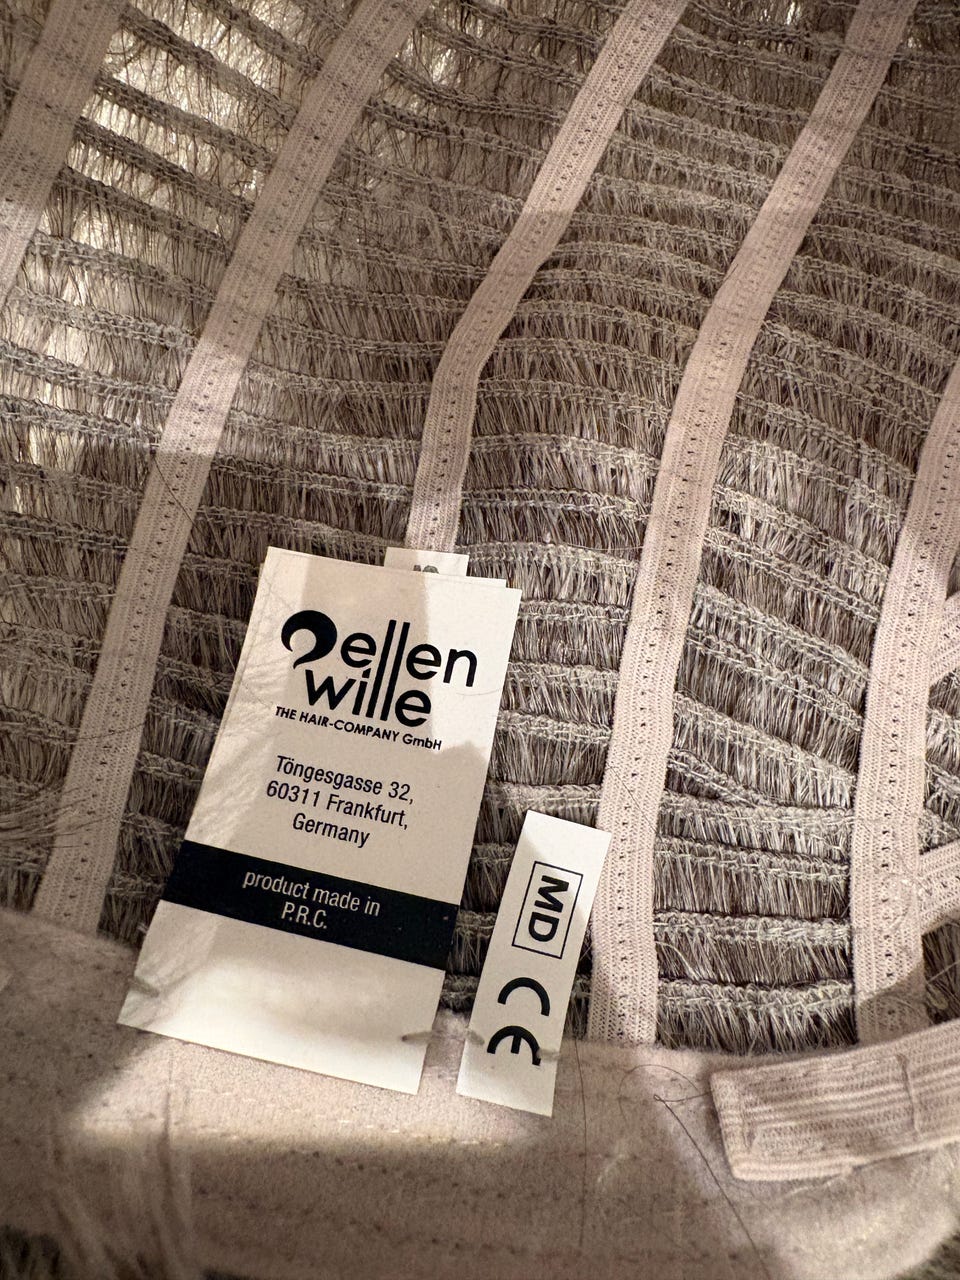 ellen
wille
THE HAIR-COMPANY GmbH
Töngesgasse 32,
60311 Frankfurt,
Germany
product made in
P.R.C.
MD
CE